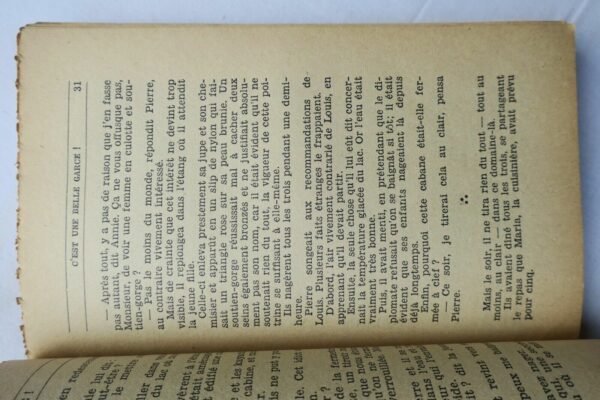 C'EST UNE BELLE GARCE ! 31
— Après tout, y a pas de raison que j'en fasse
pas autant, dit Annie. Ça ne vous offusque pas,
Monsieur, de voir une femme en culotte et sou-
tien-gorge ?
— Pas le moins du monde, répondit Pierre,
au contraire vivement intéressé.
Mais de crainte que cet intérêt ne devînt trop
visible, il replongea dans l'étang où il attendit
la jeune fille.
Celle-ci enleva prestement sa jupe et son che-
misier et apparut en un slip de nylon qui fai-
sait un triangle rose sur sa peau brunie. Un
soutien-gorge réussissait mal à cacher deux
seins également bronzés et ne justifiait absolu-
ment pas son nom, car il était évident qu'il ne
soutenait rien du tout, la vigueur de cette poi-
trine se suffisant à elle-même.
Ils nagèrent tous les trois pendant une demi-
heure.
Pierre songeait aux recommandations de
Louis. Plusieurs faits étranges le frappaient.
D'abord, l'air vivement contrarié de Louis, en
apprenant qu'il devait partir.
Ensuite, la seule chose qu'il lui eût dit concer-
nait la température glacée du lac. Or l'eau était
vraiment très bonne.
Puis, il avait menti, en prétendant que le di-
plomate refusait qu'on se baignât si tôt; il était
évident que ses enfants nageaient là depuis
déjà longtemps.
Enfin, pourquoi cette cabane était-elle fer-
mée à clef ?
— Ce soir, je tirerai cela au clair, pensa
Pierre.
Mais le soir, il ne tira rien du tout — tout au
moins, au clair — dans ce domaine-là.
Ils avaient dîné tous les trois, se partageant
le repas que Maria, la cuisinière, avait prévu
pour cinq.